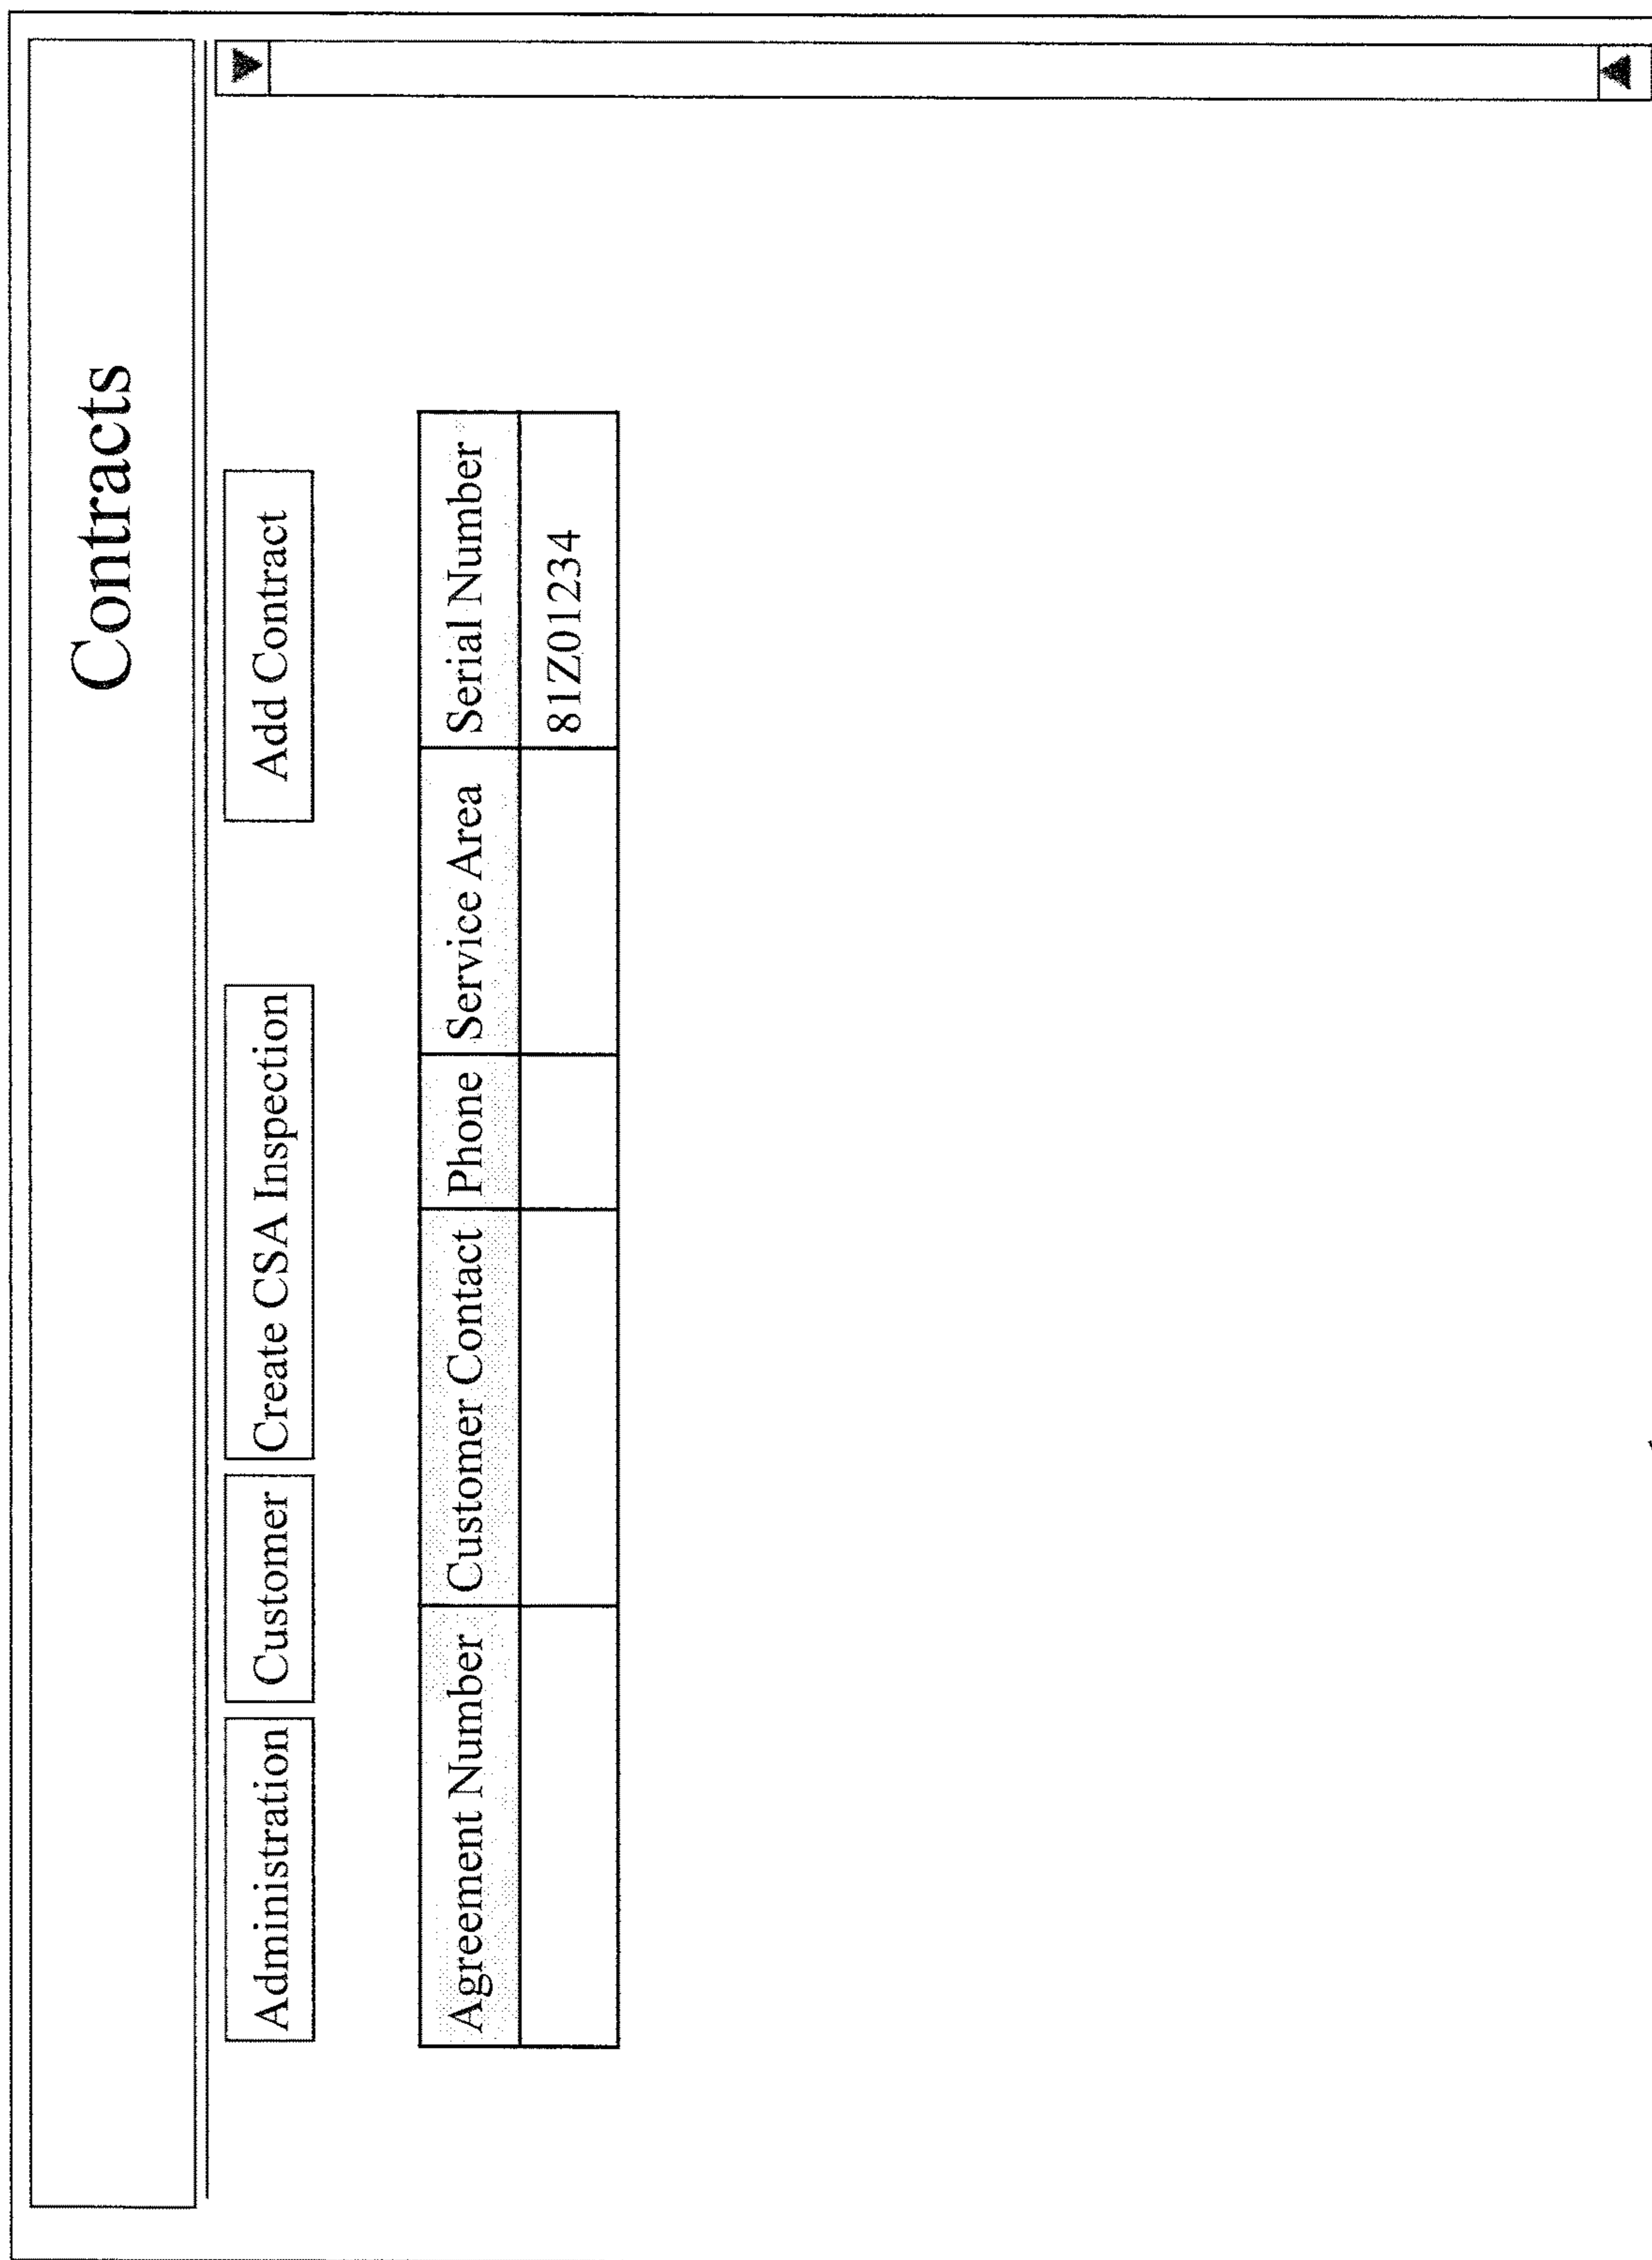 Contracts
Administration Customer Create CSA Inspection Add Contract
Agreement Number Customer Contact Phone Service Area Serial Number
81Z01234